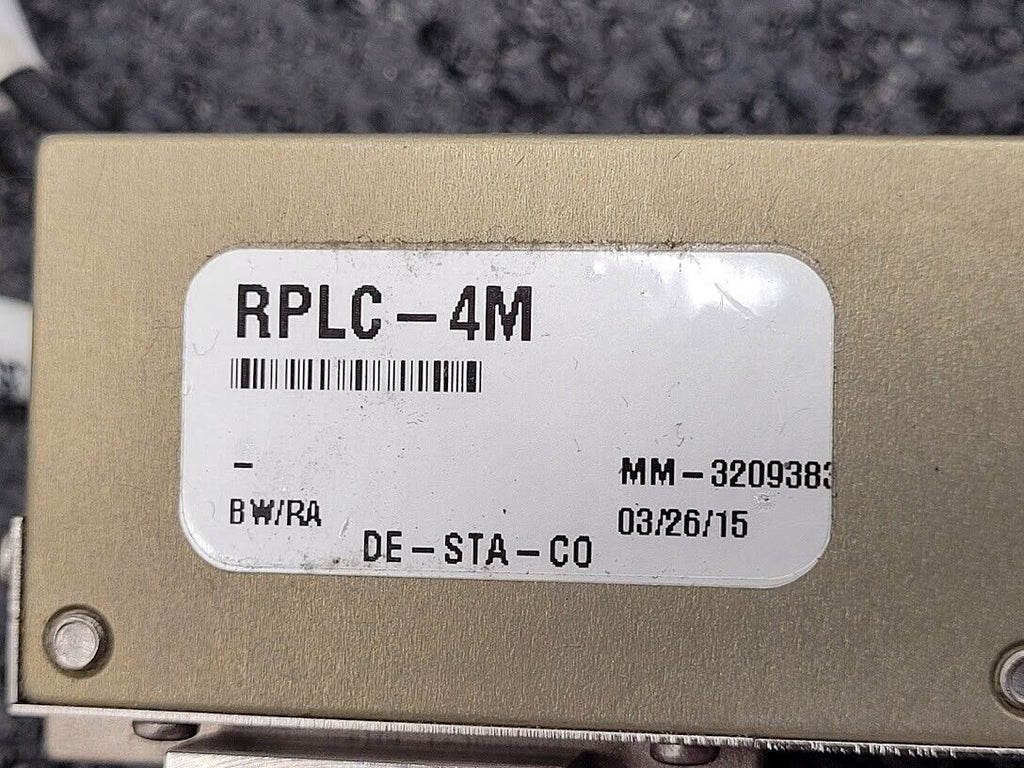 RPLC-4M
-
MM-3209383
BW/RA
03/26/15
DE-STA-CO